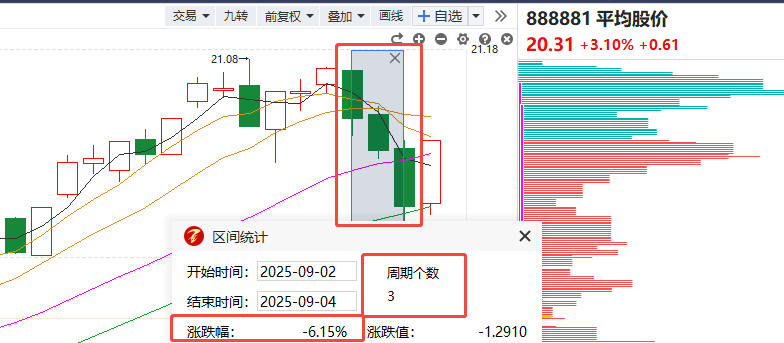 交易 九转 前复权 叠加 画线 + 自选 »
888881 平均股价
20.31 +3.10% +0.61
21.18
21.08→
区间统计
开始时间: 2025-09-02
周期个数
3
结束时间: 2025-09-04
涨跌幅: -6.15% 涨跌值: -1.2910